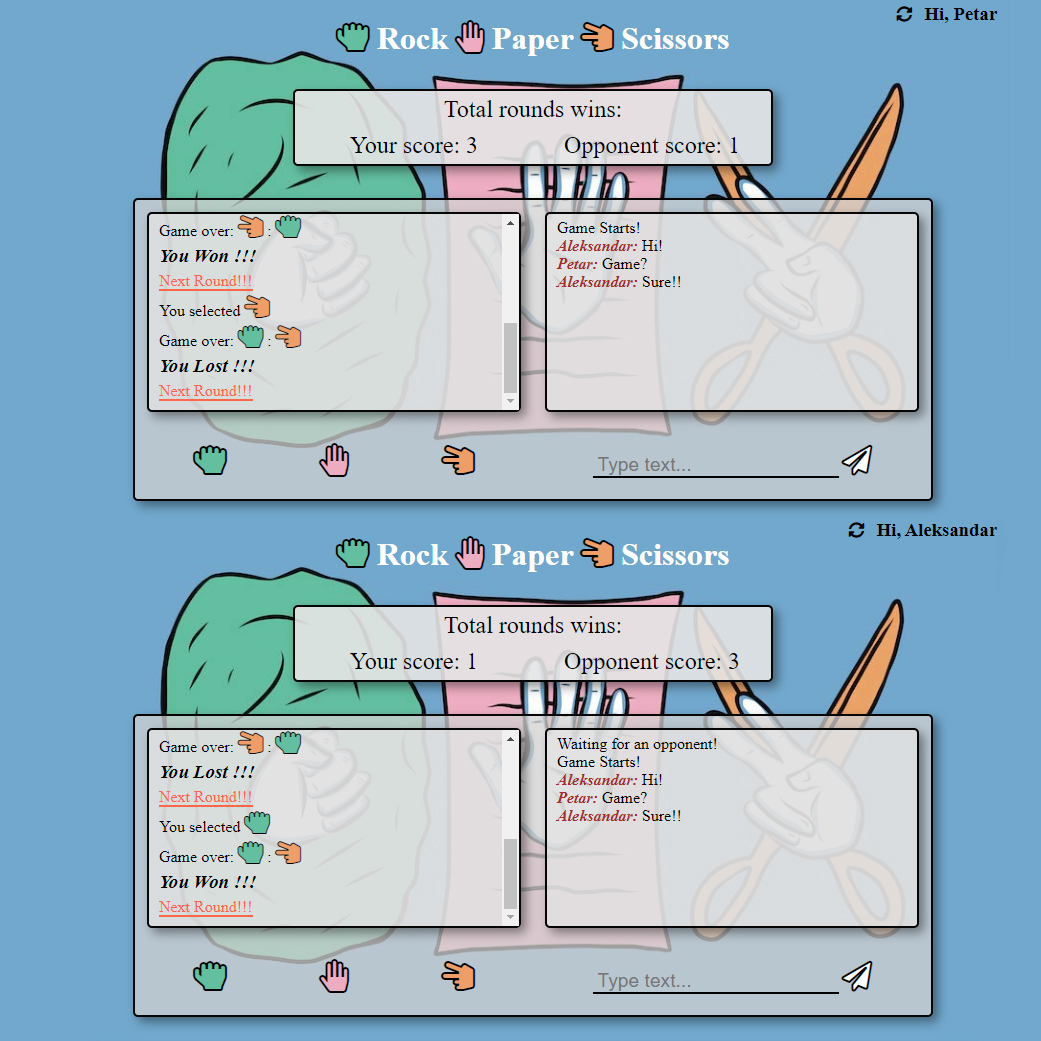 Hi, Petar
Rock Paper Scissors
Total rounds wins:
Your score: 3 Opponent score: 1
Game over: :
You Won !!!
Next Round!!!
You selected
Game over: :
You Lost !!!
Next Round!!!
Game Starts!
Aleksandar: Hi!
Petar: Game?
Aleksandar: Sure!!
Type text...
Hi, Aleksandar
Rock Paper Scissors
Total rounds wins:
Your score: 1 Opponent score: 3
Game over: :
You Lost !!!
Next Round!!!
You selected
Game over: :
You Won !!!
Next Round!!!
Waiting for an opponent!
Game Starts!
Aleksandar: Hi!
Petar: Game?
Aleksandar: Sure!!
Type text...